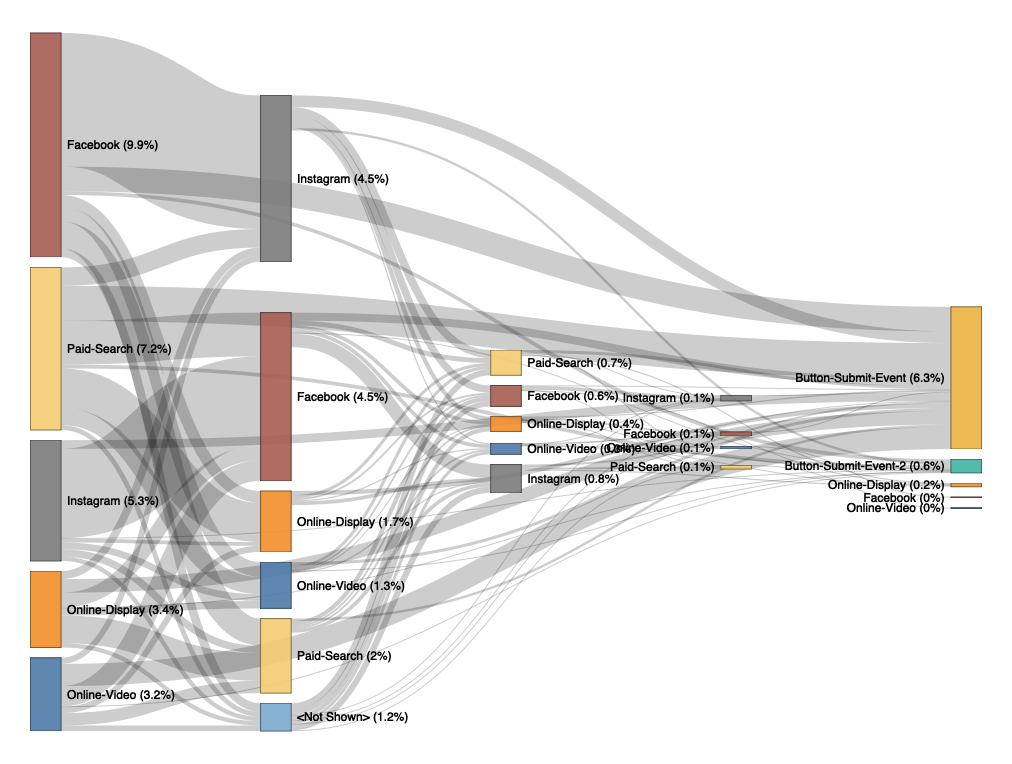 Facebook (9.9%)
Paid-Search (7.2%)
Instagram (5.3%)
Online-Display (3.4%)
Online-Video (3.2%)
Instagram (4.5%)
Facebook (4.5%)
Online-Display (1.7%)
Online-Video (1.3%)
Paid-Search (2%)
<Not Shown> (1.2%)
Paid-Search (0.7%)
Facebook (0.6%)
Online-Display (0.4%)
Online-Video
Instagram (0.8%)
Instagram (0.1%)
Facebook (0.1%)
Online-Video (0.1%)
Paid-Search (0.1%)
Button-Submit-Event (6.3%)
Button-Submit-Event-2 (0.6%)
Online-Display (0.2%)
Facebook (0%)
Online-Video (0%)